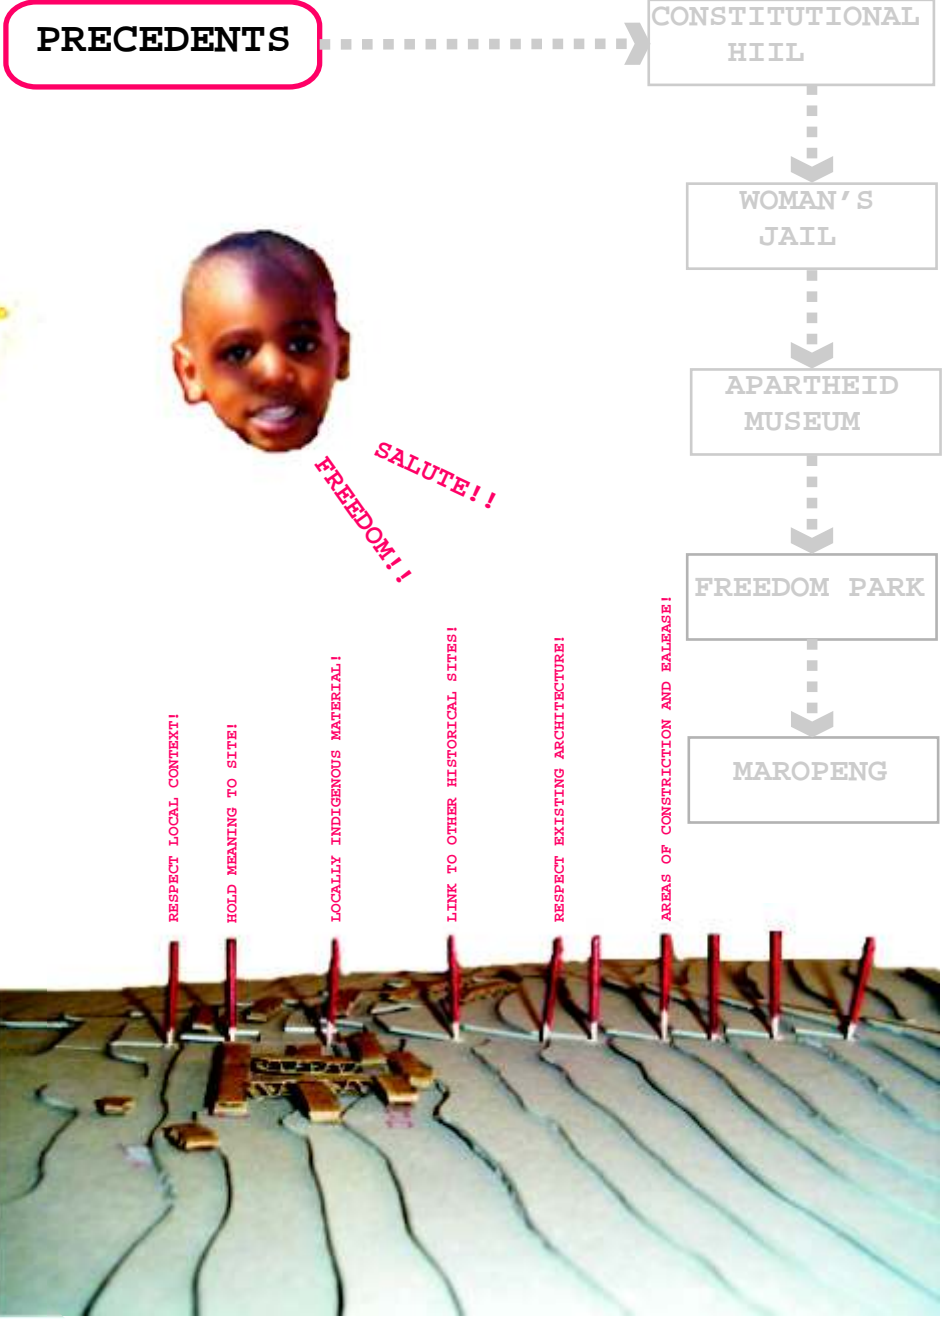 PRECEDENTS
CONSTITUTIONAL
HIIL
WOMAN'S
JAIL
APARTHEID
MUSEUM
FREEDOM PARK
MAROPENG
SALUTE!!
FREEDOM!!
RESPECT LOCAL CONTEXT!
HOLD MEANING TO SITE!
LOCALLY INDIGENOUS MATERIAL!
LINK TO OTHER HISTORICAL SITES!
RESPECT EXISTING ARCHITECTURE!
AREAS OF CONSTRICTION AND EALEASE!